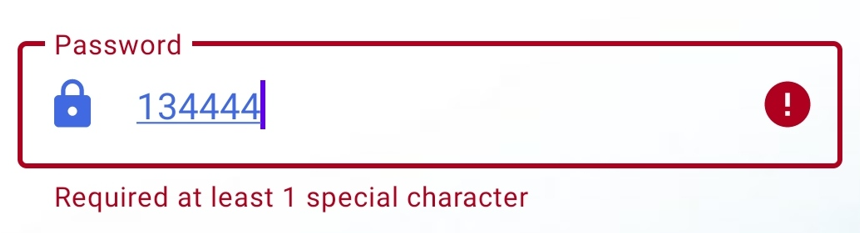 Password
134444
Required at least 1 special character